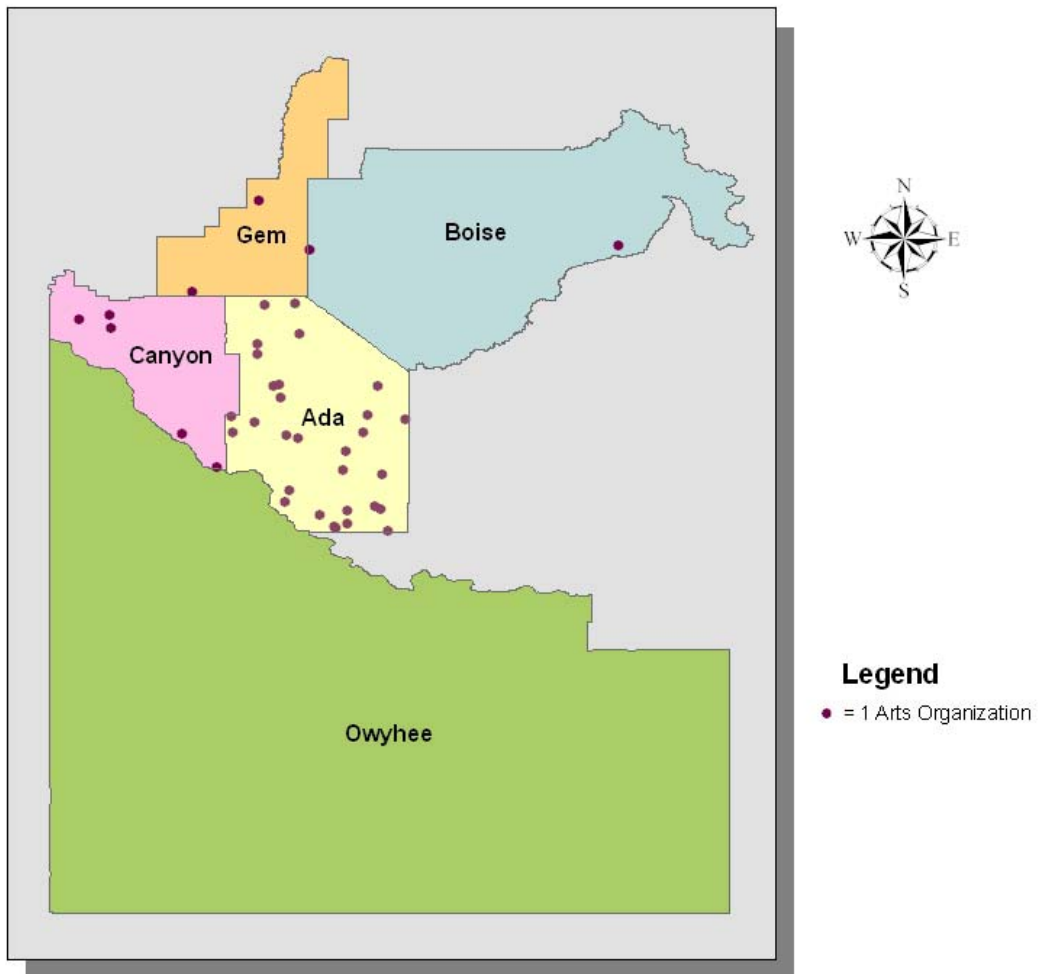 Gem
Boise
Canyon
Ada
Owyhee
N
W E
S
Legend
= 1 Arts Organization